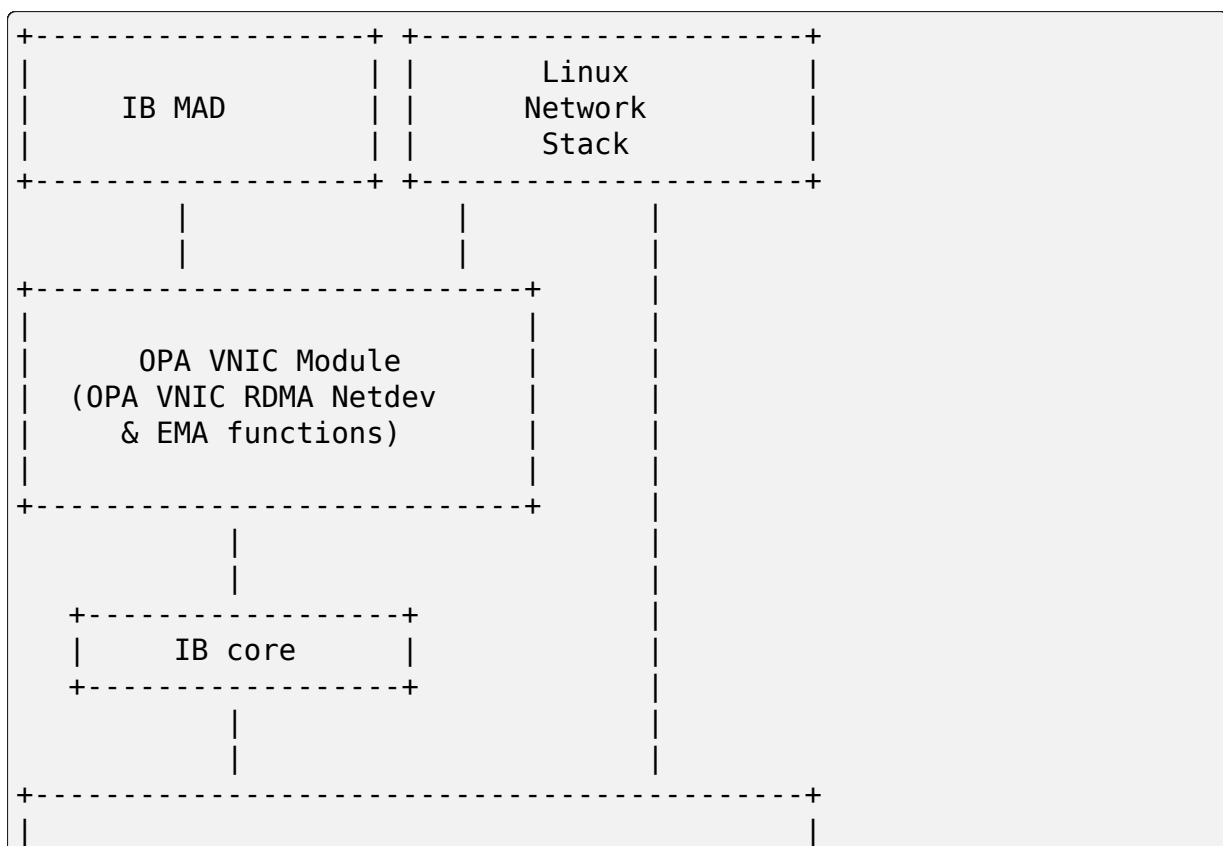 +-------------------+ +----------------------+
|                   | |       Linux          |
|     IB MAD        | |      Network         |
|                   | |       Stack          |
+-------------------+ +----------------------+
         |               |          |
         |               |          |
+----------------------------+      |
|                            |      |
|      OPA VNIC Module       |      |
|  (OPA VNIC RDMA Netdev     |      |
|     & EMA functions)       |      |
|                            |      |
+----------------------------+      |
            |                       |
            |                       |
   +------------------+             |
   |     IB core      |             |
   +------------------+             |
            |                       |
            |                       |
+--------------------------------------------+
|                                            |